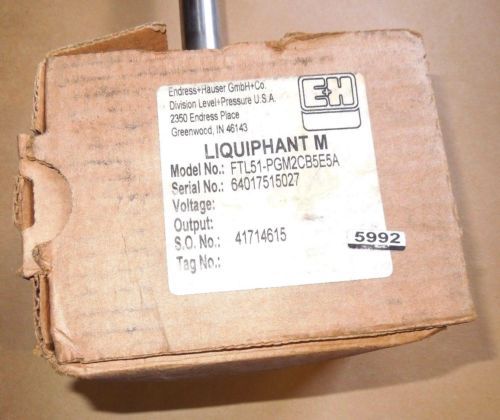 Endress+Hauser GmbH+Co.
Division Level+Pressure U.S.A.
2350 Endress Place
Greenwood, IN 46143
E+H
LIQUIPHANT M
Model No.: FTL51-PGM2CB5E5A
Serial No.: 64017515027
Voltage:
Output:
S.O. No.: 41714615
Tag No.:
5992